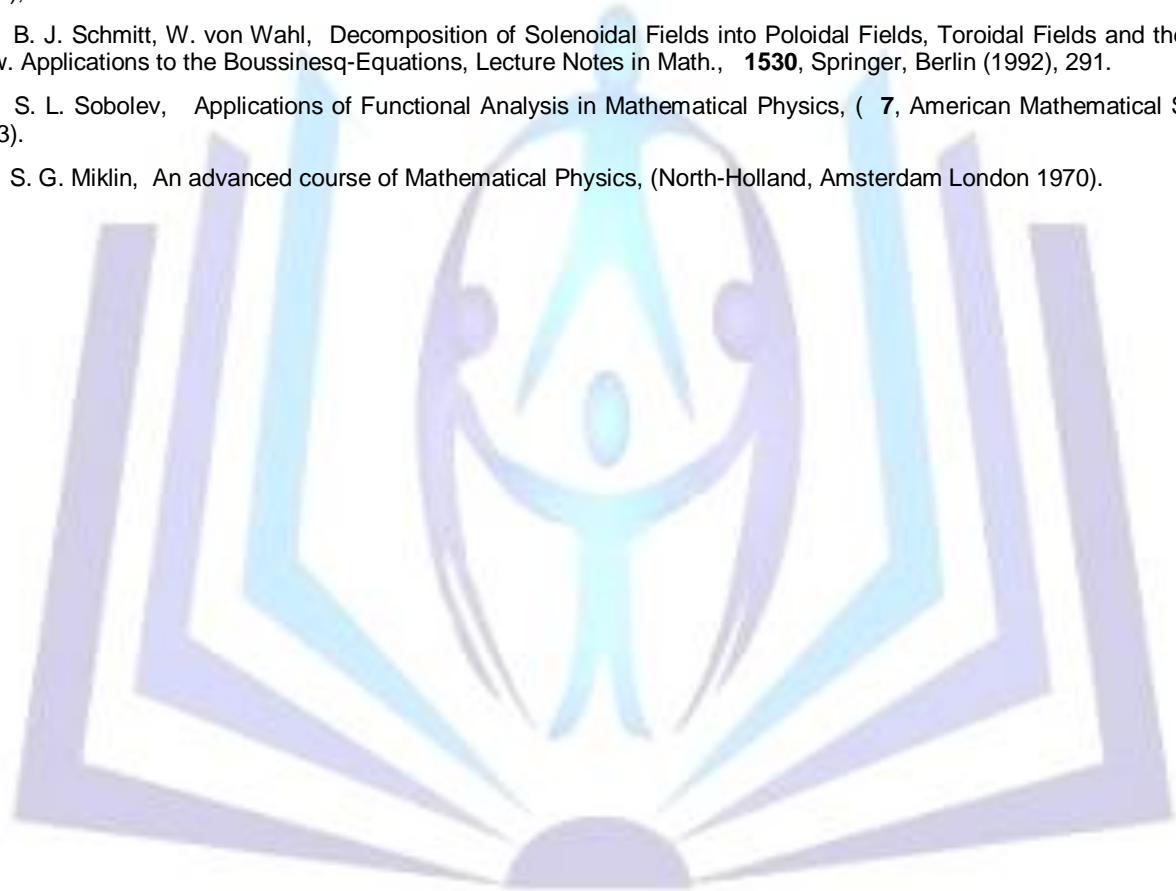 B. J. Schmitt, W. von Wahl, Decomposition of Solenoidal Fields into Poloidal Fields, Toroidal Fields and the
w. Applications to the Boussinesq-Equations, Lecture Notes in Math., 1530, Springer, Berlin (1992), 291.
S. L. Sobolev, Applications of Functional Analysis in Mathematical Physics, ( 7, American Mathematical S
3).
S. G. Miklin, An advanced course of Mathematical Physics, (North-Holland, Amsterdam London 1970).